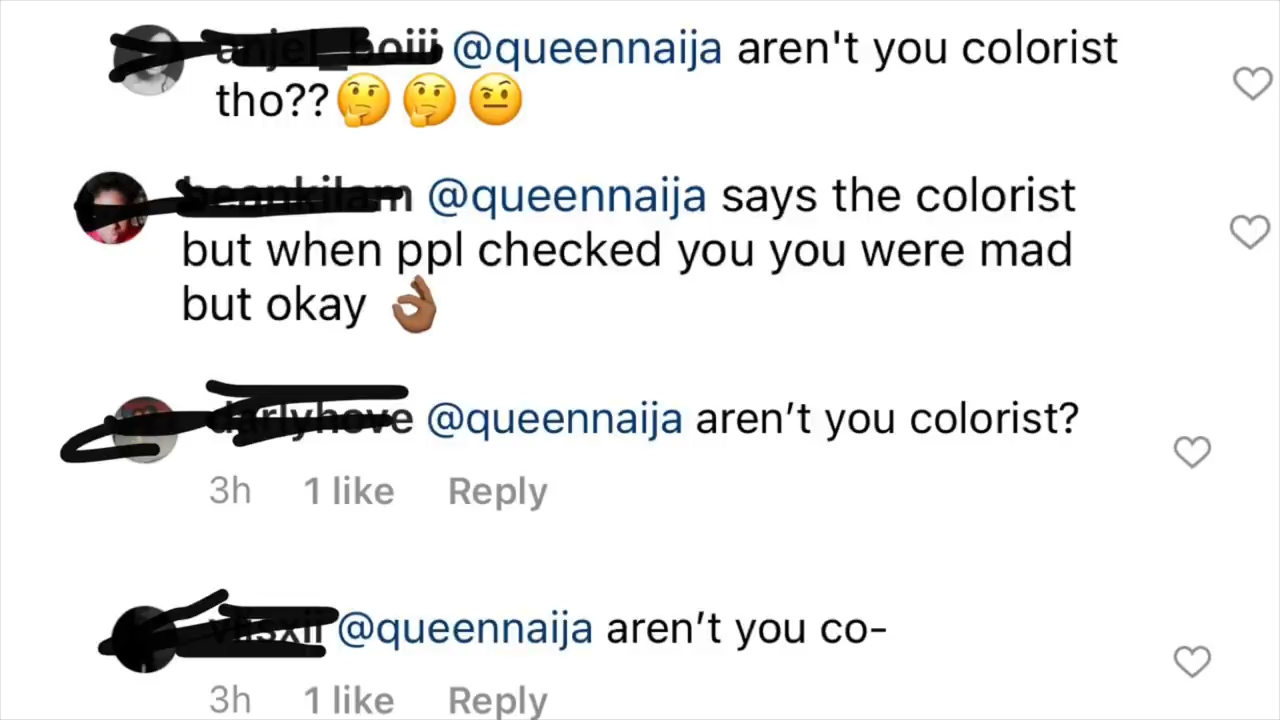 @queennaija aren't you colorist
tho??🤔🤔🤨
@queennaija says the colorist
but when ppl checked you you were mad
but okay 👌🏾
@queennaija aren’t you colorist?
3h 1 like Reply
@queennaija aren’t you co-
3h 1 like Reply